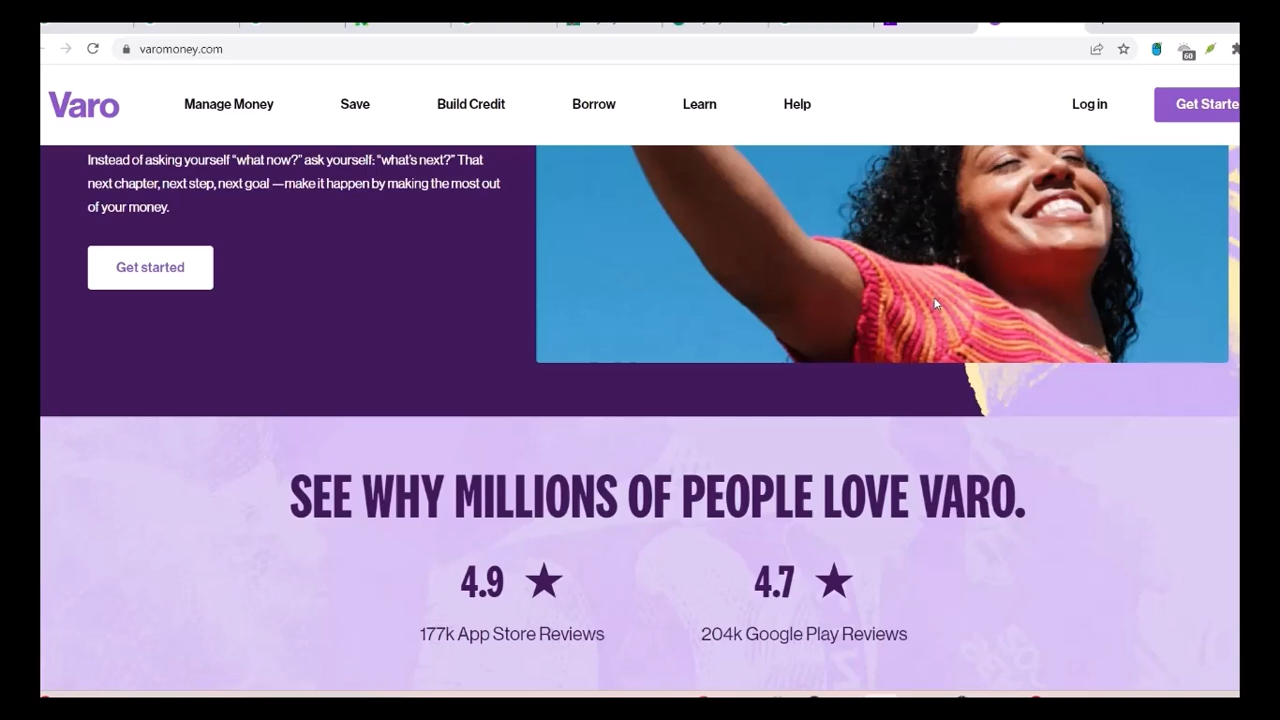 varomoney.com
60
Varo
Manage Money
Save
Build Credit
Borrow
Learn
Help
Log in
Get Starte
Instead of asking yourself “what now?” ask yourself: “what’s next?” That
next chapter, next step, next goal —make it happen by making the most out
of your money.
Get started
SEE WHY MILLIONS OF PEOPLE LOVE VARO.
4.9 ★
4.7 ★
177k App Store Reviews
204k Google Play Reviews